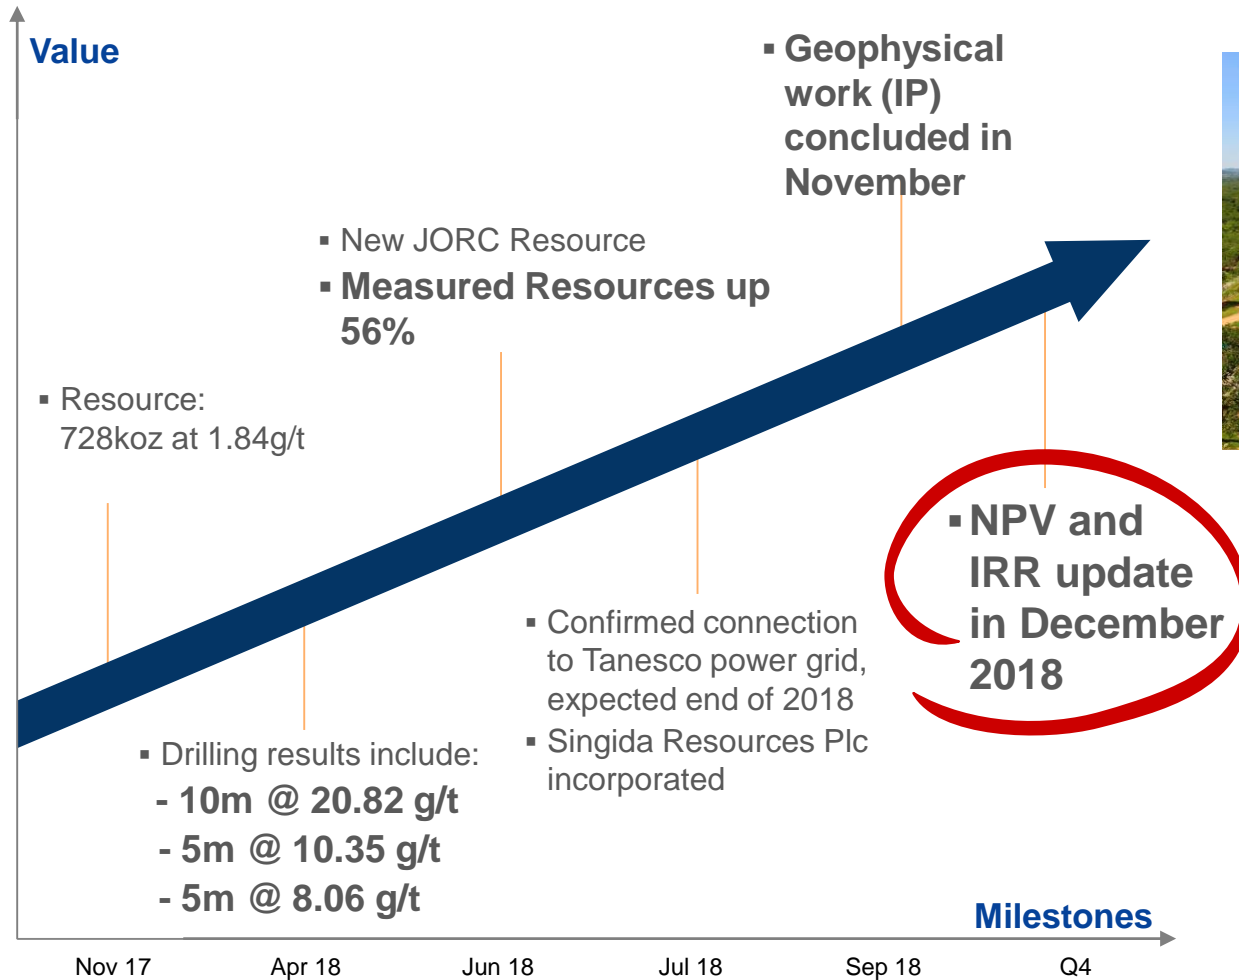 Value
▪ Geophysical
work (IP)
concluded in
November
▪ New JORC Resource
▪ Measured Resources up
56%
▪ Resource:
728koz at 1.84g/t
▪ NPV and
IRR update
in December
2018
▪ Confirmed connection
to Tanesco power grid,
expected end of 2018
▪ Singida Resources Plc
incorporated
▪ Drilling results include:
- 10m @ 20.82 g/t
- 5m @ 10.35 g/t
- 5m @ 8.06 g/t
Milestones
Nov 17 Apr 18 Jun 18 Jul 18 Sep 18 Q4